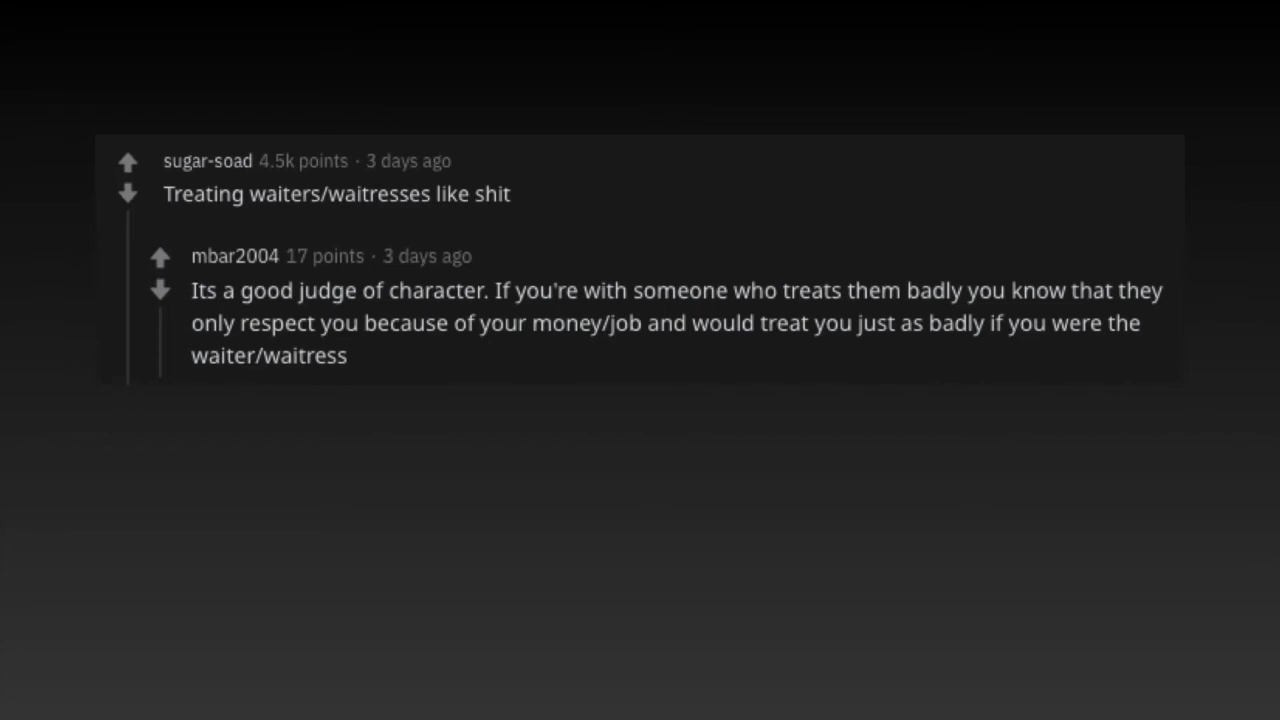 sugar-soad 4.5k points · 3 days ago
Treating waiters/waitresses like shit
mbar2004 17 points · 3 days ago
Its a good judge of character. If you're with someone who treats them badly you know that they
only respect you because of your money/job and would treat you just as badly if you were the
waiter/waitress